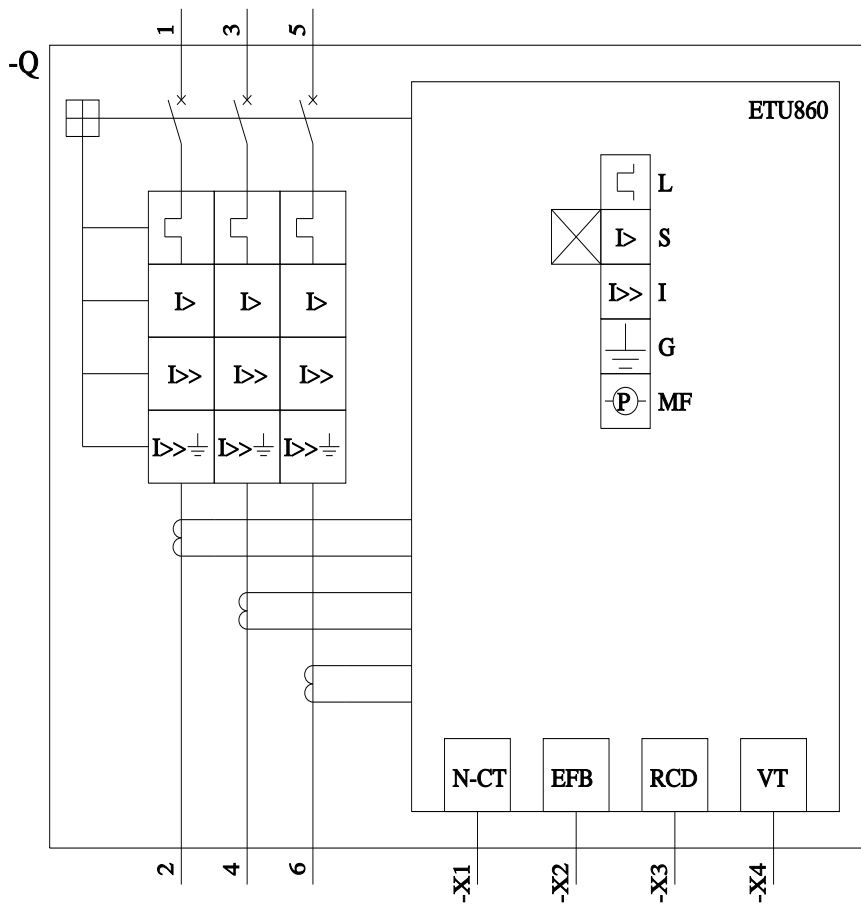 1 3 5
-Q
ETU860
L
I> S
I>> I
G
P MF
I> I> I>
I>> I>> I>>
I>> I>> I>>
N-CT EFB RCD VT
2 4 6 -X1 -X2 -X3 -X4